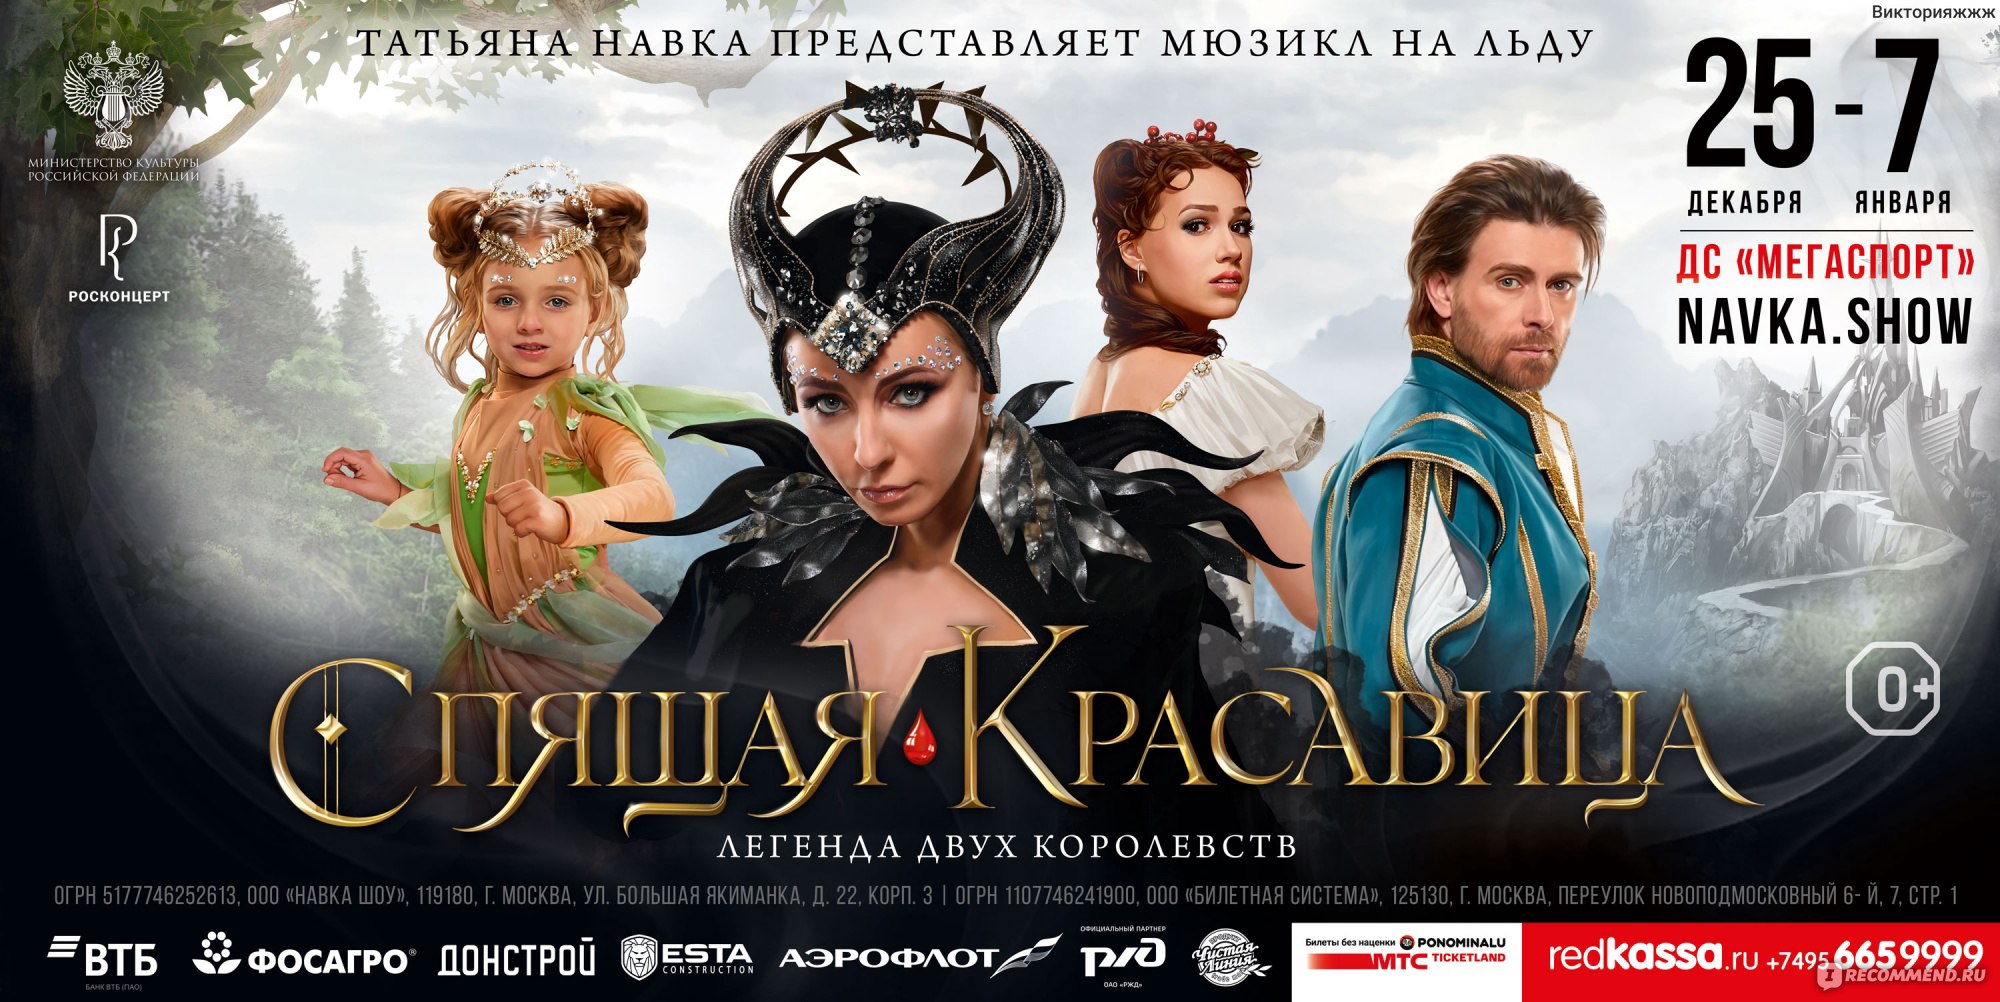 Викторияжжж
ТАТЬЯНА НАВКА ПРЕДСТАВЛЯЕТ МЮЗИКЛ НА ЛЬДУ
МИНИСТЕРСТВО КУЛЬТУРЫ
РОССИЙСКОЙ ФЕДЕРАЦИИ
РОСКОНЦЕРТ
25 - 7
ДЕКАБРЯ ЯНВАРЯ
ДС «МЕГАСПОРТ»
NAVKA.SHOW
0+
СПЯЩАЯ КРАСАВИЦА
ЛЕГЕНДА ДВУХ КОРОЛЕВСТВ
ОГРН 5177746252613, ООО «НАВКА ШОУ», 119180, Г. МОСКВА, УЛ. БОЛЬШАЯ ЯКИМАНКА, Д. 22, КОРП. 3 | ОГРН 1107746241900, ООО «БИЛЕТНАЯ СИСТЕМА», 125130, Г. МОСКВА, ПЕРЕУЛОК НОВОПОДМОСКОВНЫЙ 6- Й, 7, СТР. 1
ВТБ
БАНК ВТБ (ПАО)
ФОСАГРО®
ДОНСТРОЙ
ESTA
CONSTRUCTION
АЭРОФЛОТ
ОФИЦИАЛЬНЫЙ ПАРТНЕР
РЖД
ОАО «РЖД»
Чистая
Линия
Билеты без наценки PONOMINALU
МТС TICKETLAND
redkassa.ru +7495 6659999
IRECOMMEND.RU